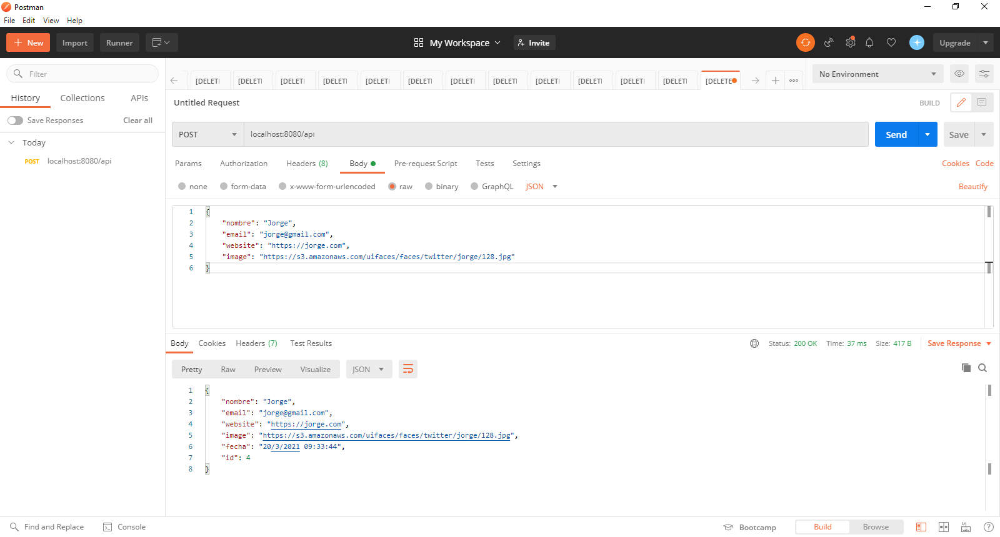 Postman
File Edit View Help
New Import Runner My Workspace Invite Upgrade
Filter
History Collections APIs
Save Responses Clear all
Today
POST localhost:8080/api
[DELETI [DELETI [DELETI [DELETI [DELETI [DELETI [DELETI [DELETI [DELETI [DELETI [DELETI [DELETI [DELETE
No Environment
Untitled Request BUILD
POST localhost:8080/api Send Save
Params Authorization Headers (8) Body Pre-request Script Tests Settings Cookies Code
none form-data x-www-form-urlencoded raw binary GraphQL JSON Beautify
1 {
2 "nombre": "Jorge",
3 "email": "jorge@gmail.com",
4 "website": "https://jorge.com",
5 "image": "https://s3.amazonaws.com/uifaces/faces/twitter/jorge/128.jpg"
6 }
Body Cookies Headers (7) Test Results Status: 200 OK Time: 37 ms Size: 417 B Save Response
Pretty Raw Preview Visualize JSON
1 {
2 "nombre": "Jorge",
3 "email": "jorge@gmail.com",
4 "website": "https://jorge.com",
5 "image": "https://s3.amazonaws.com/uifaces/faces/twitter/jorge/128.jpg",
6 "fecha": "20/3/2021 09:33:44",
7 "id": 4
8 }
Find and Replace Console Bootcamp Build Browse